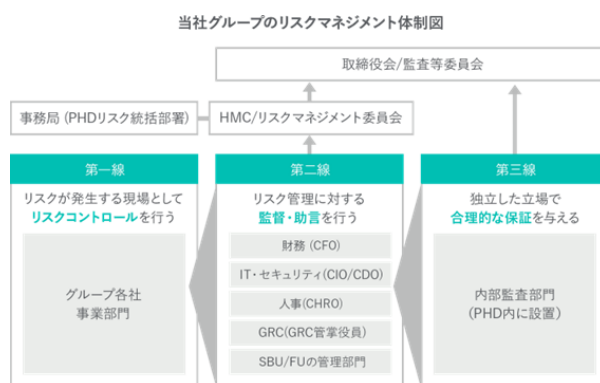 当社グループのリスクマネジメント体制図
取締役会/監査等委員会
事務局（PHDリスク統括部署）
HMC/リスクマネジメント委員会
第一線
リスクが発生する現場として
リスクコントロールを行う
グループ各社
事業部門
第二線
リスク管理に対する
監督・助言を行う
財務（CFO）
IT・セキュリティ(CIO/CDO)
人事(CHRO)
GRC(GRC管掌役員)
SBU/FUの管理部門
第三線
独立した立場で
合理的な保証を与える
内部監査部門
（PHD内に設置）